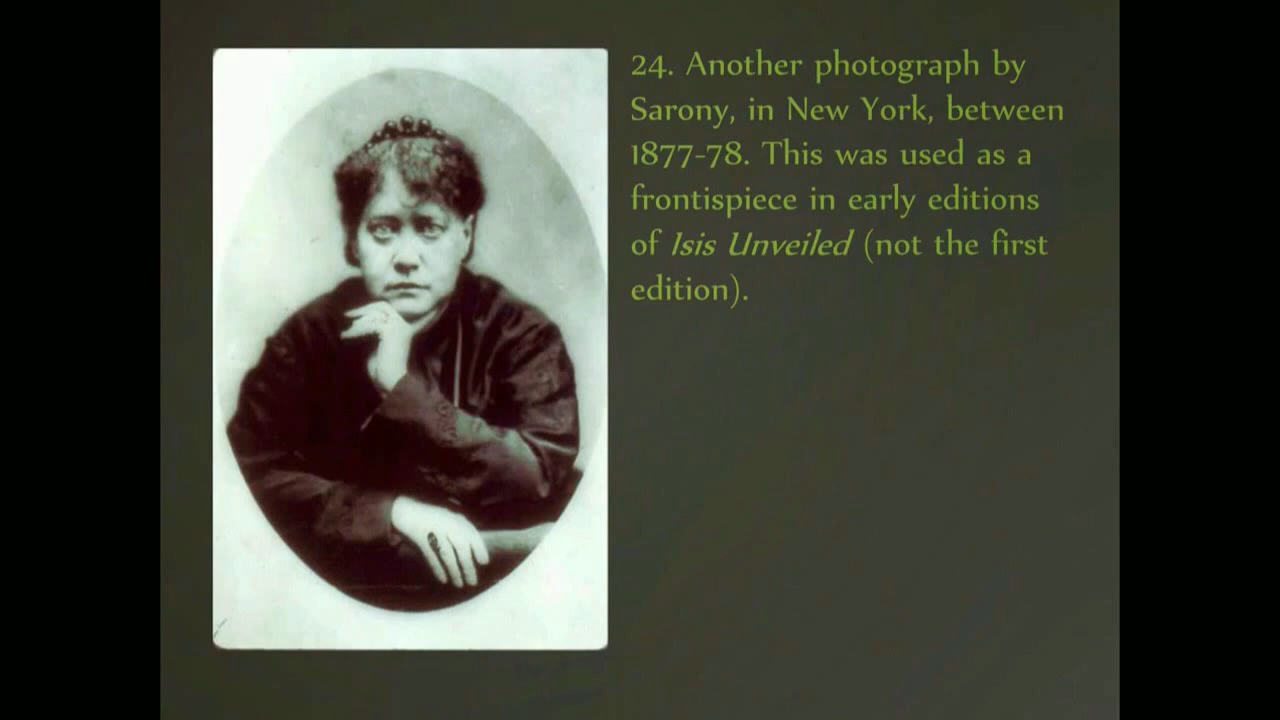 24. Another photograph by
Sarony, in New York, between
1877-78. This was used as a
frontispiece in early editions
of Isis Unveiled (not the first
edition).